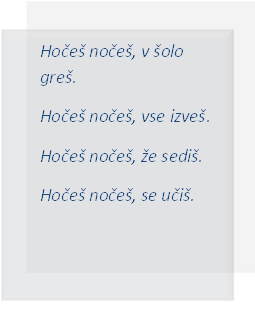 Hočeš nočeš, v šolo
greš.
Hočeš nočeš, vse izveš.
Hočeš nočeš, že sediš.
Hočeš nočeš, se učiš.